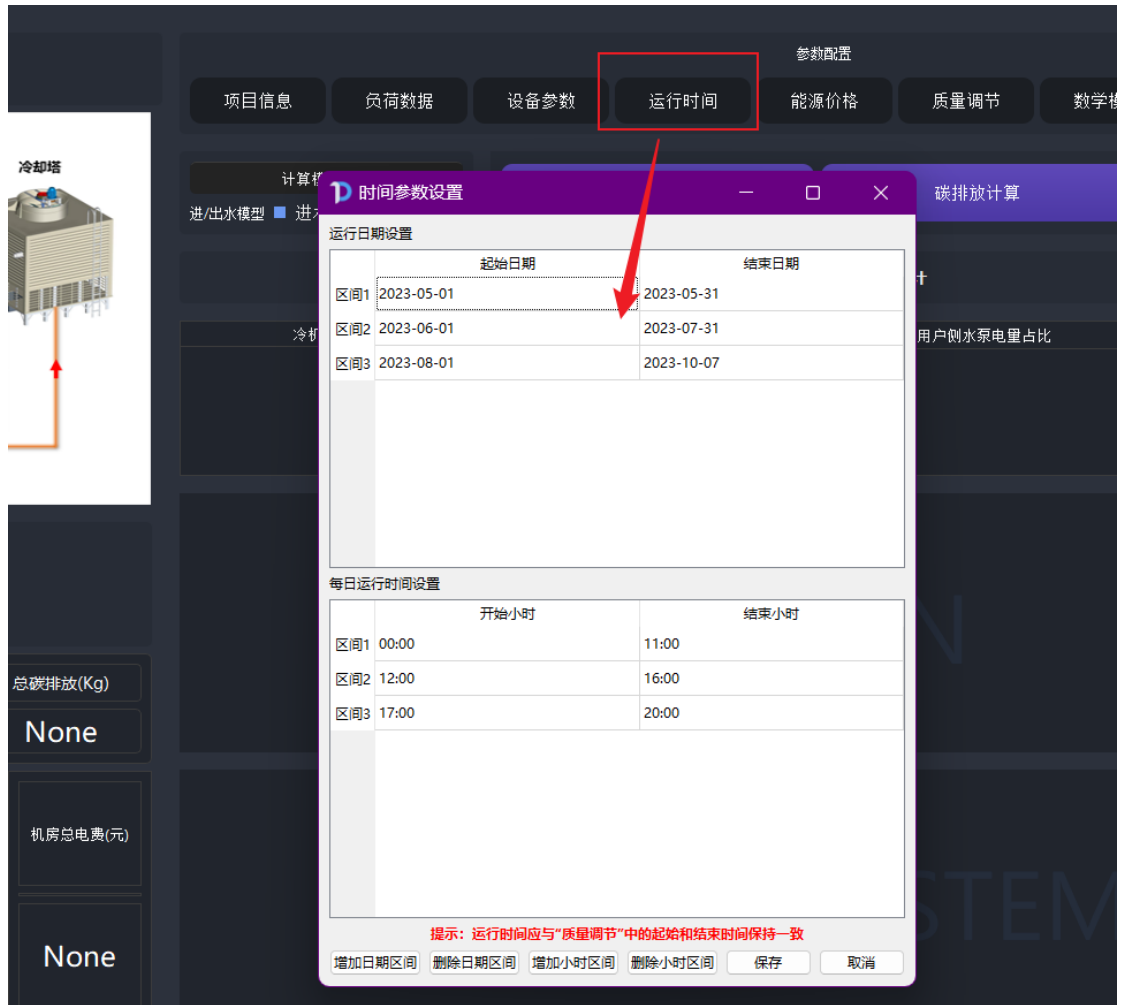 参数配置
项目信息 负荷数据 设备参数 运行时间 能源价格 质量调节 数学模
冷却塔
计算模
碳排放计算
进/出水模型 进水
时间参数设置
运行日期设置
起始日期 结束日期
区间1 2023-05-01 2023-05-31
区间2 2023-06-01 2023-07-31
区间3 2023-08-01 2023-10-07
冷机
用户侧水泵电量占比
每日运行时间设置
开始小时 结束小时
区间1 00:00 11:00
区间2 12:00 16:00
区间3 17:00 20:00
总碳排放(Kg)
None
机房总电费(元)
None
N
STEM
提示：运行时间应与“质量调节”中的起始和结束时间保持一致
增加日期区间 删除日期区间 增加小时区间 删除小时区间 保存 取消